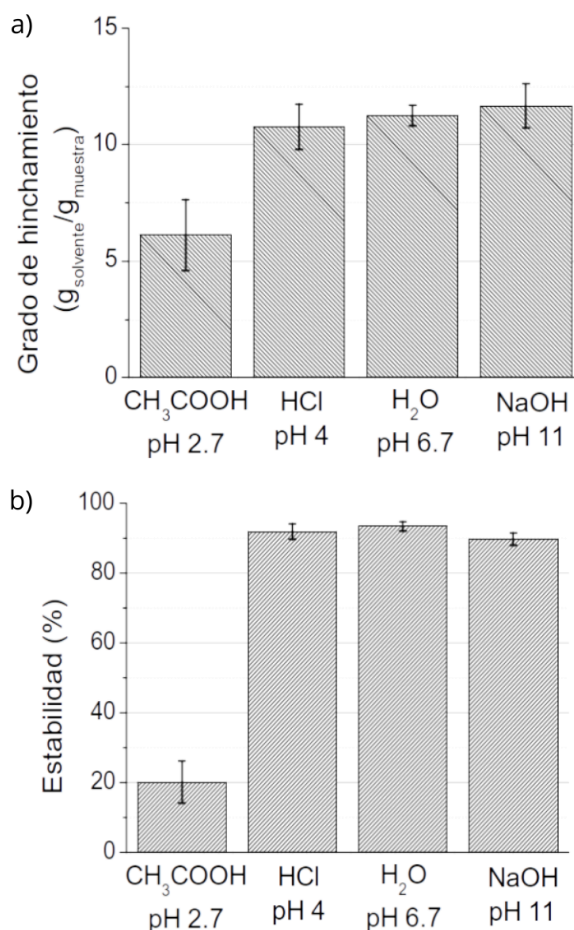 a)
Grado de hinchamiento
(g_solvente/g_muestra)
15
10
5
0
CH₃COOH HCl H₂O NaOH
pH 2.7 pH 4 pH 6.7 pH 11
b)
Estabilidad (%)
100
80
60
40
20
0
CH₃COOH HCl H₂O NaOH
pH 2.7 pH 4 pH 6.7 pH 11